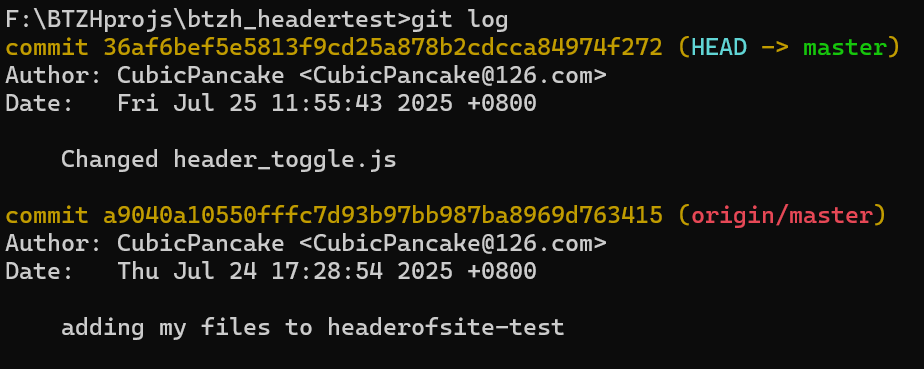 F:\BTZHprojs\btzh_headertest>git log
commit 36af6bef5e5813f9cd25a878b2cdcca84974f272 (HEAD -> master)
Author: CubicPancake <CubicPancake@126.com>
Date:   Fri Jul 25 11:55:43 2025 +0800
    Changed header_toggle.js
commit a9040a10550fffc7d93b97bb987ba8969d763415 (origin/master)
Author: CubicPancake <CubicPancake@126.com>
Date:   Thu Jul 24 17:28:54 2025 +0800
    adding my files to headerofsite-test